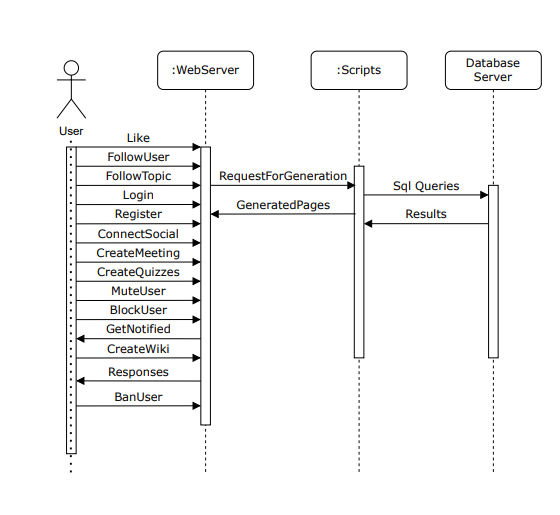 :WebServer
:Scripts
Database
Server
User
Like
FollowUser
FollowTopic
RequestForGeneration
Sql Queries
Login
GeneratedPages
Results
Register
ConnectSocial
CreateMeeting
CreateQuizzes
MuteUser
BlockUser
GetNotified
CreateWiki
Responses
BanUser